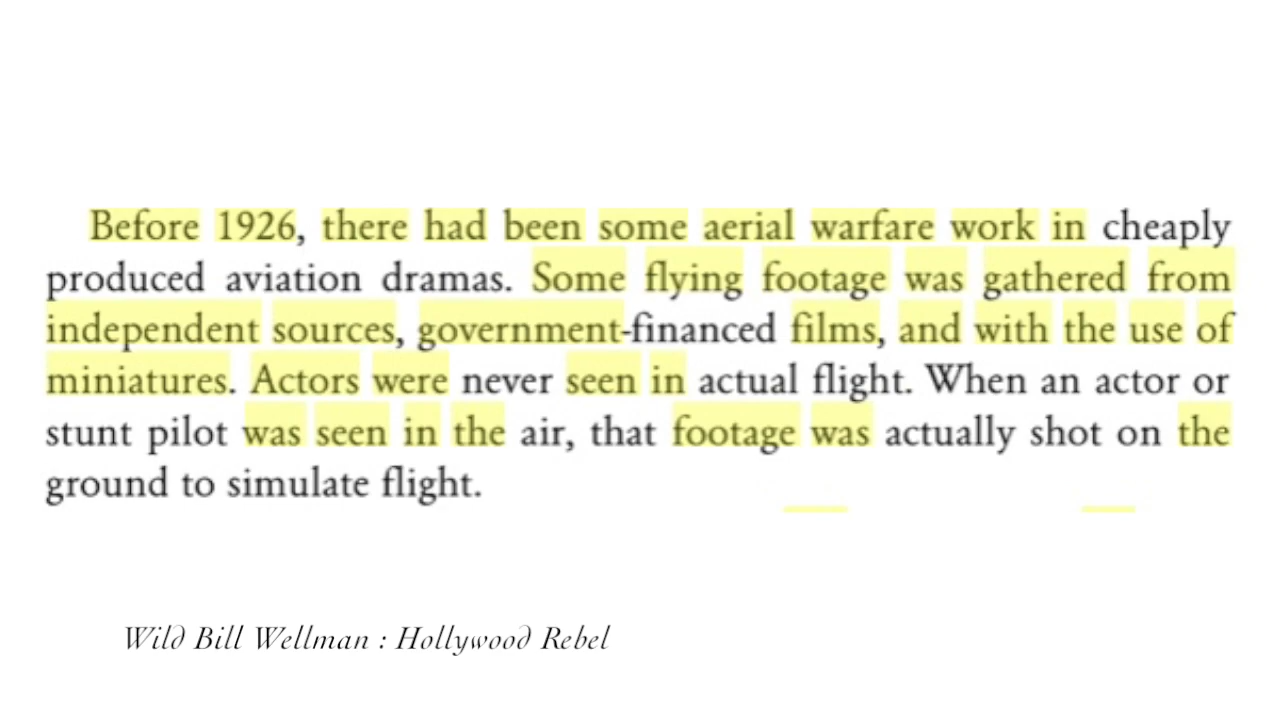 Before 1926, there had been some aerial warfare work in cheaply
produced aviation dramas. Some flying footage was gathered from
independent sources, government-financed films, and with the use of
miniatures. Actors were never seen in actual flight. When an actor or
stunt pilot was seen in the air, that footage was actually shot on the
ground to simulate flight.
Wild Bill Wellman : Hollywood Rebel